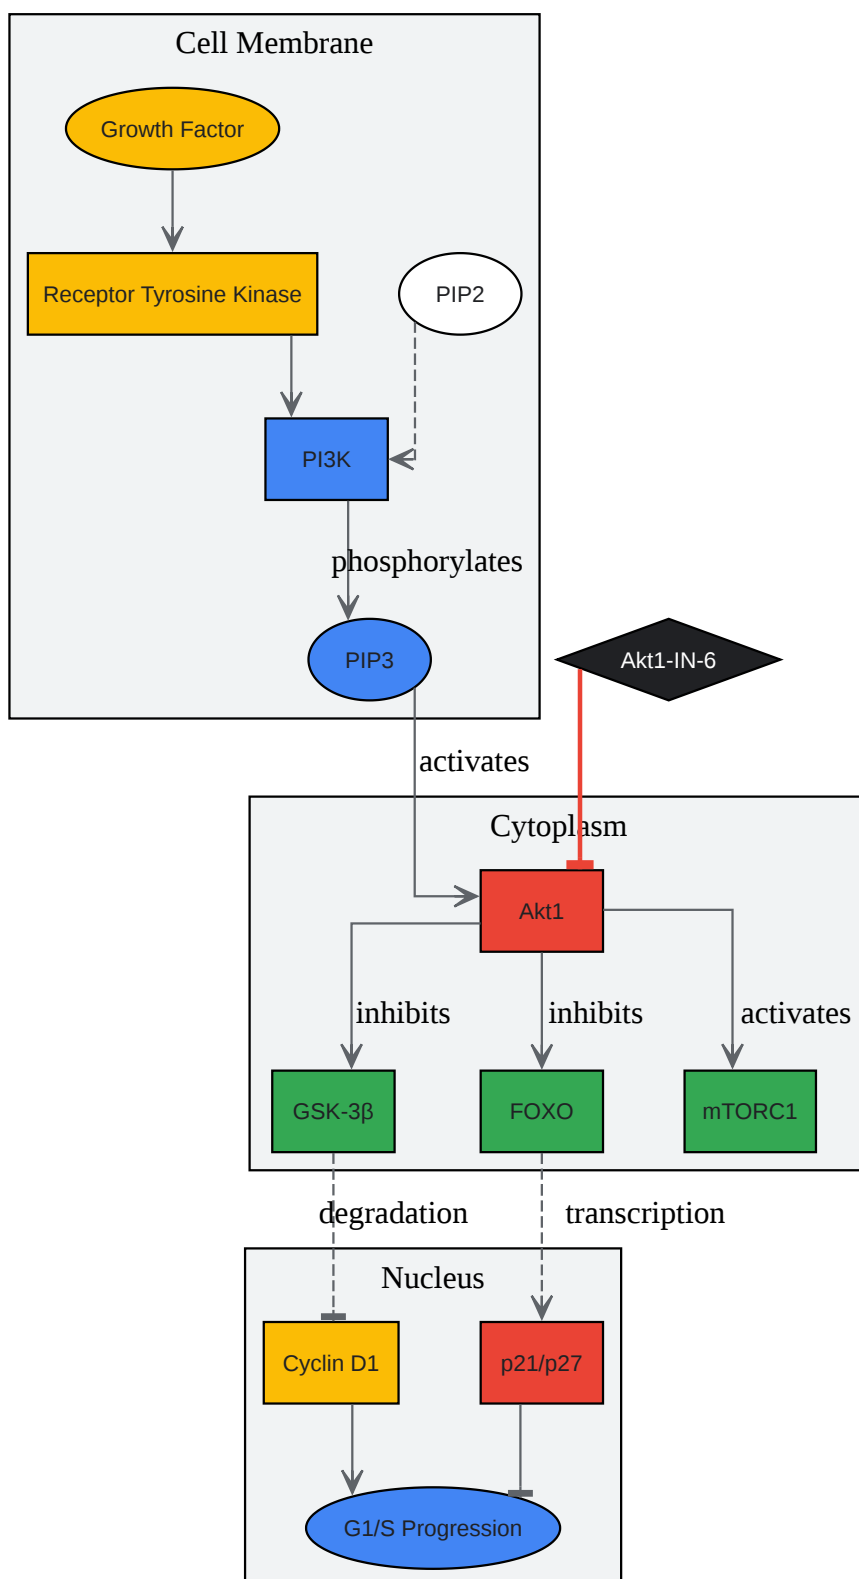 Cell Membrane
Growth Factor
Receptor Tyrosine Kinase
PIP2
PI3K
phosphorylates
PIP3
Akt1-IN-6
activates
Cytoplasm
Akt1
inhibits
inhibits
activates
GSK-3β
FOXO
mTORC1
degradation
transcription
Nucleus
Cyclin D1
p21/p27
G1/S Progression